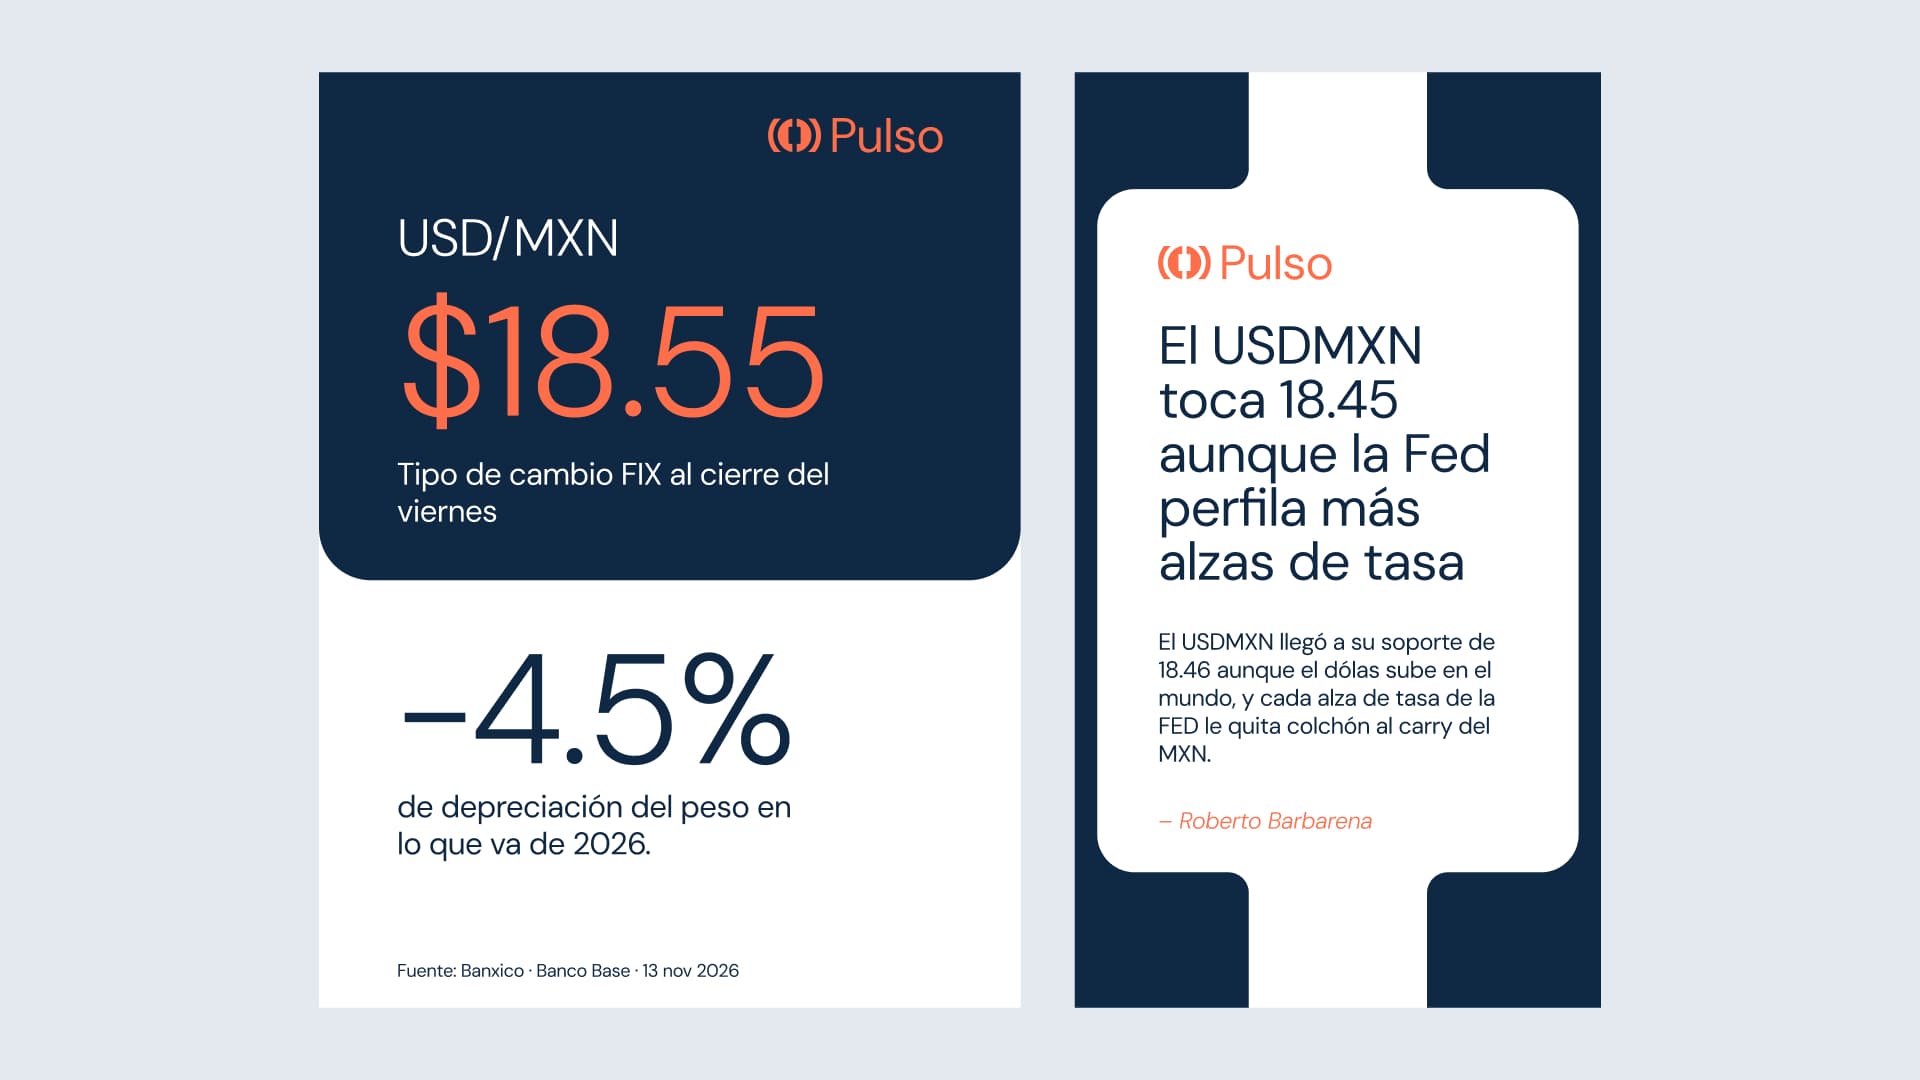 Pulso
USD/MXN
$18.55
Tipo de cambio FIX al cierre del
viernes
–4.5%
de depreciación del peso en
lo que va de 2026.
Fuente: Banxico · Banco Base · 13 nov 2026
Pulso
El USDMXN
toca 18.45
aunque la Fed
perfila más
alzas de tasa
El USDMXN llegó a su soporte de
18.46 aunque el dólas sube en el
mundo, y cada alza de tasa de la
FED le quita colchón al carry del
MXN.
– Roberto Barbarena